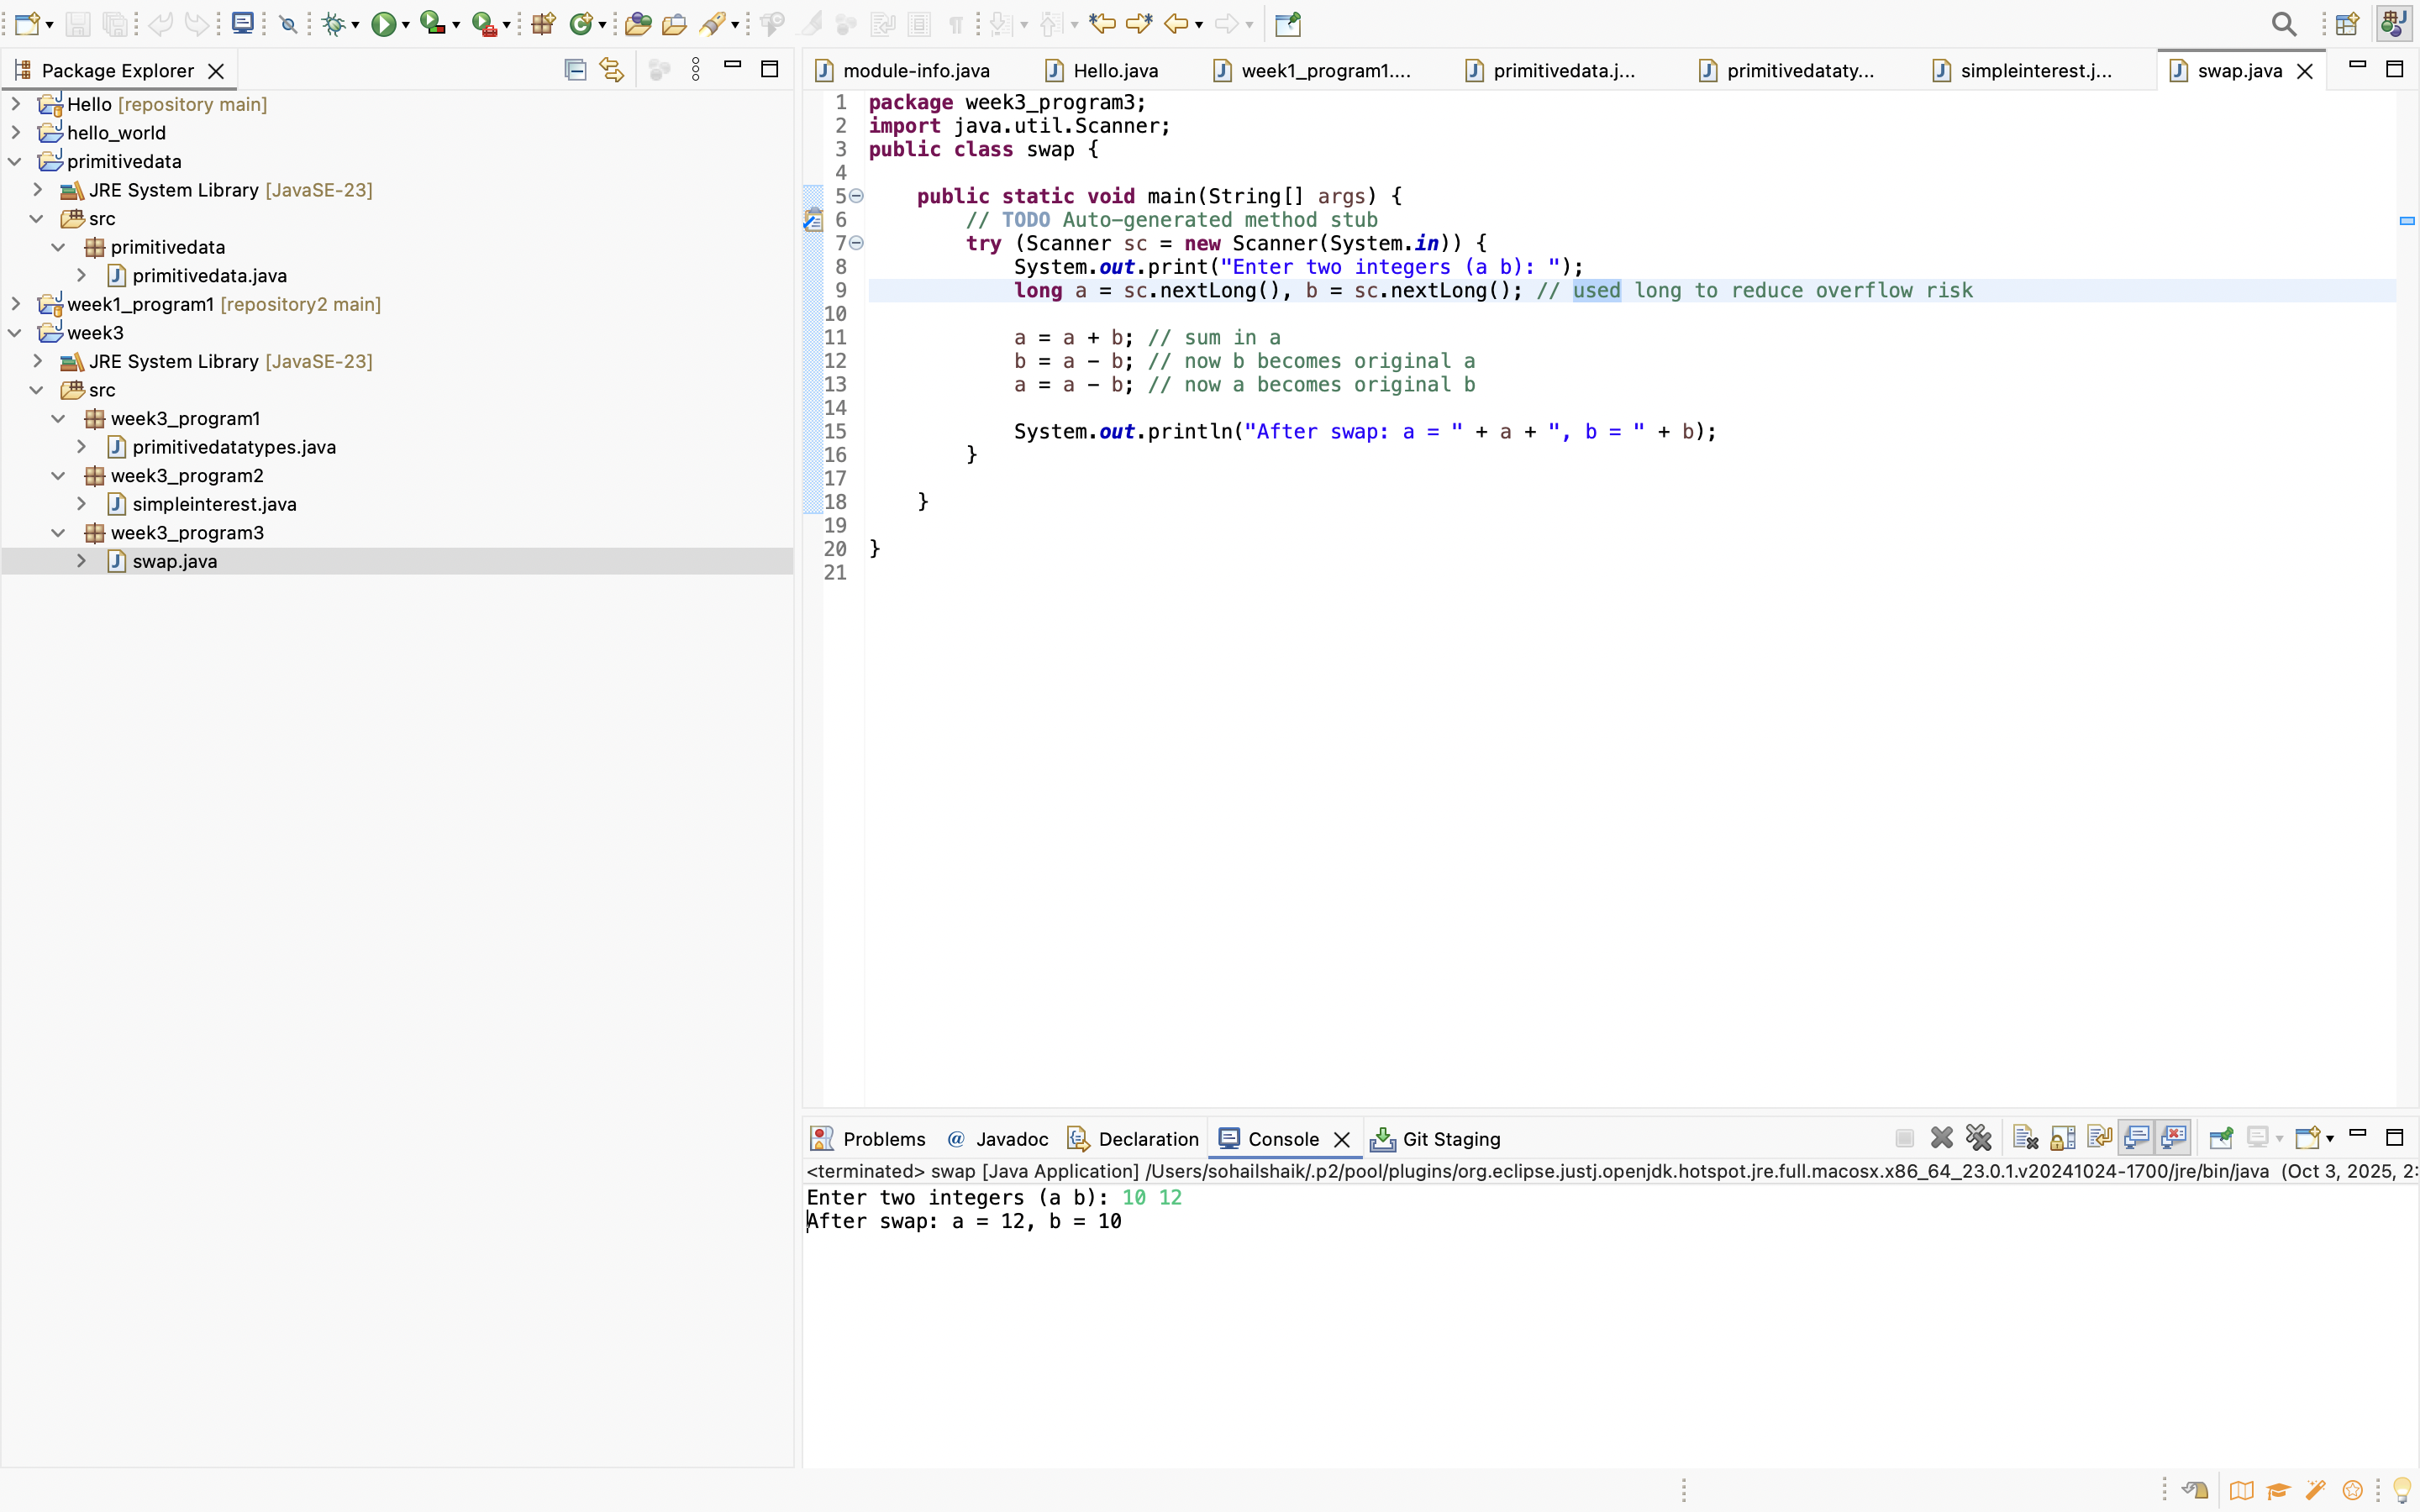 Package Explorer
Hello [repository main]
hello_world
primitivedata
JRE System Library [JavaSE-23]
src
primitivedata
primitivedata.java
week1_program1 [repository2 main]
week3
JRE System Library [JavaSE-23]
src
week3_program1
primitivedatatypes.java
week3_program2
simpleinterest.java
week3_program3
swap.java
module-info.java Hello.java week1_program1.... primitivedata.j... primitivedataty... simpleinterest.j... swap.java
1 package week3_program3;
2 import java.util.Scanner;
3 public class swap {
4
5 public static void main(String[] args) {
6 // TODO Auto-generated method stub
7 try (Scanner sc = new Scanner(System.in)) {
8 System.out.print("Enter two integers (a b): ");
9 long a = sc.nextLong(), b = sc.nextLong(); // used long to reduce overflow risk
10
11 a = a + b; // sum in a
12 b = a - b; // now b becomes original a
13 a = a - b; // now a becomes original b
14
15 System.out.println("After swap: a = " + a + ", b = " + b);
16 }
17
18 }
19
20 }
21
Problems Javadoc Declaration Console Git Staging
<terminated> swap [Java Application] /Users/sohailshaik/.p2/pool/plugins/org.eclipse.justj.openjdk.hotspot.jre.full.macosx.x86_64_23.0.1.v20241024-1700/jre/bin/java (Oct 3, 2025, 2:
Enter two integers (a b): 10 12
After swap: a = 12, b = 10